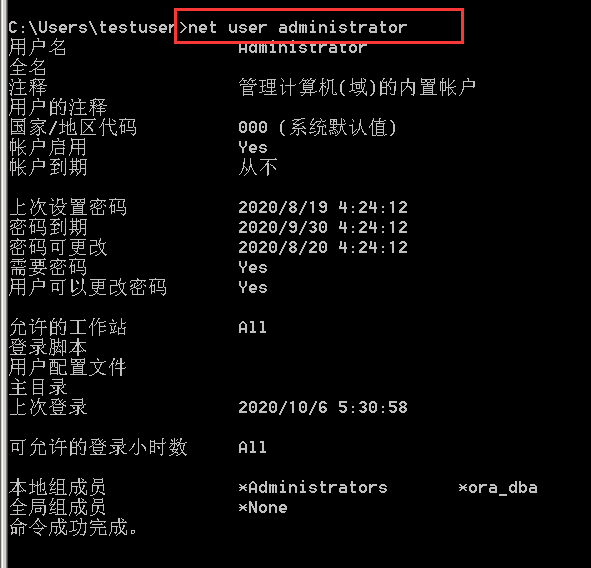 C:\Users\testuser>net user administrator
用户名 Administrator
全名
注释 管理计算机(域)的内置帐户
用户的注释
国家/地区代码 000 (系统默认值)
帐户启用 Yes
帐户到期 从不
上次设置密码 2020/8/19 4:24:12
密码到期 2020/9/30 4:24:12
密码可更改 2020/8/20 4:24:12
需要密码 Yes
用户可以更改密码 Yes
允许的工作站 All
登录脚本
用户配置文件
主目录
上次登录 2020/10/6 5:30:58
可允许的登录小时数 All
本地组成员 *Administrators *ora_dba
全局组成员 *None
命令成功完成。